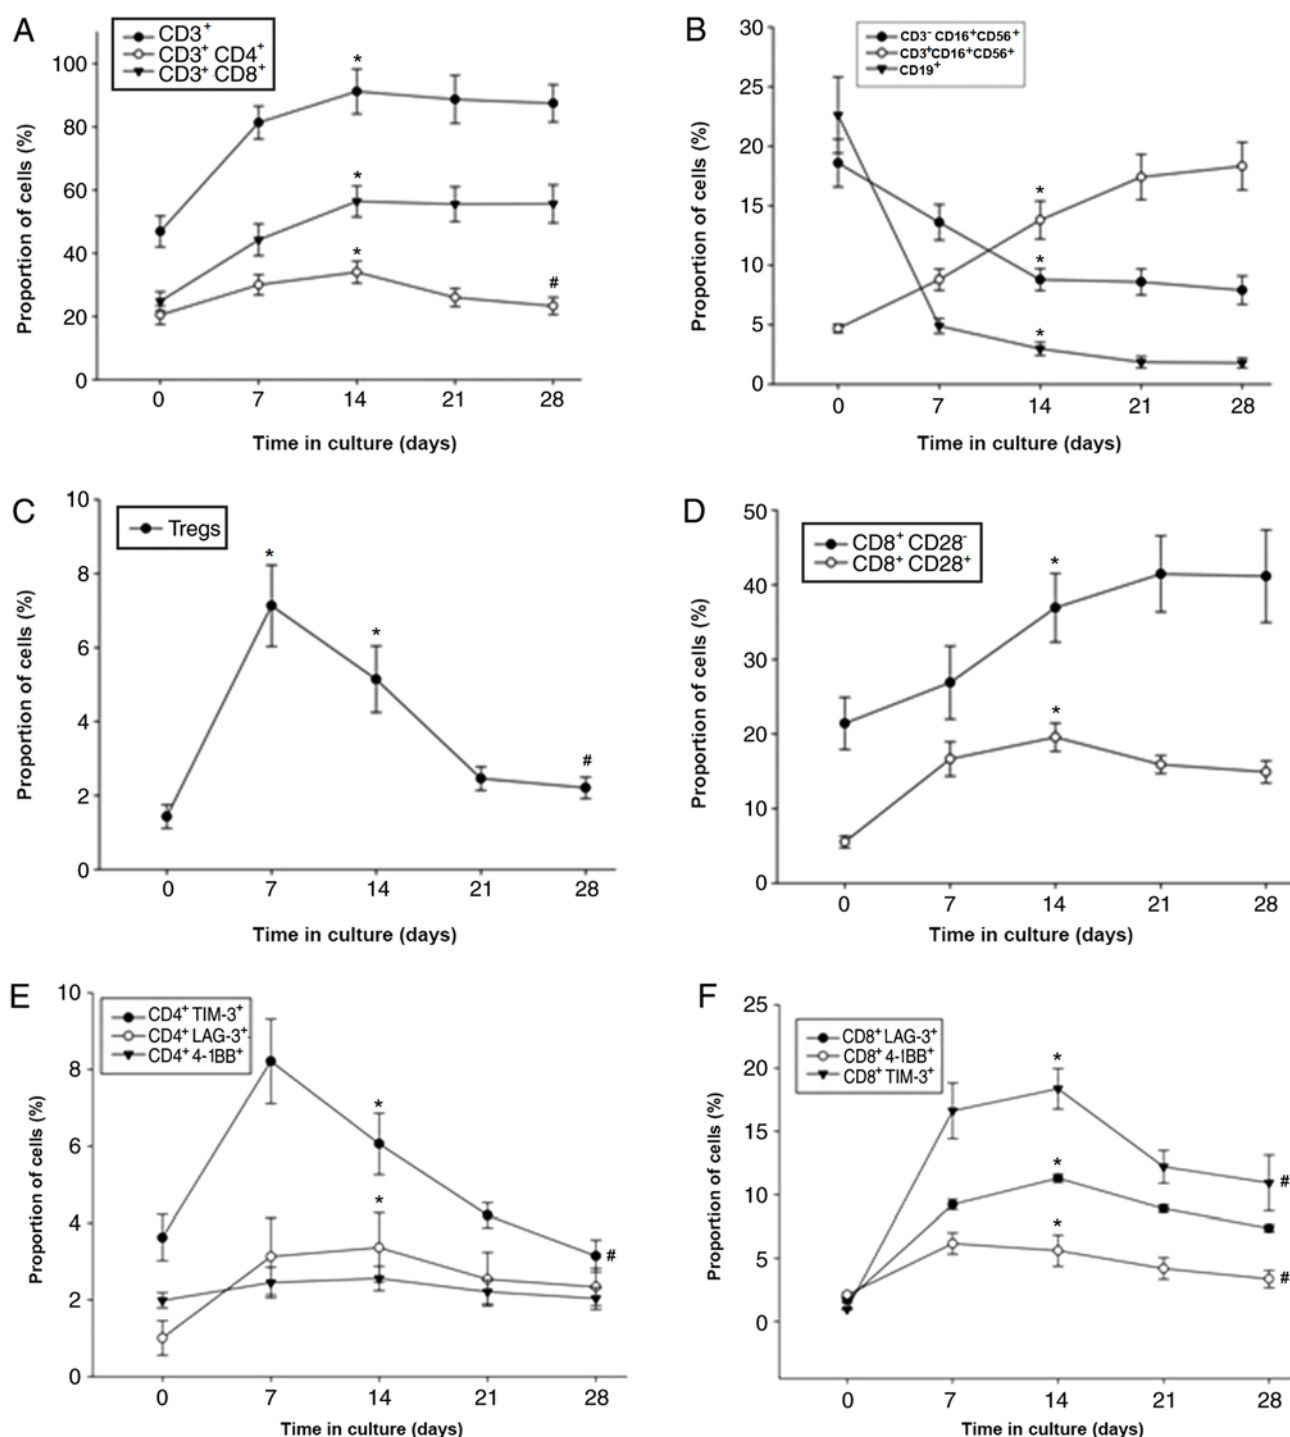 A
CD3⁺
CD3⁺ CD4⁺
CD3⁺ CD8⁺
Proportion of cells (%)
100
80
60
40
20
0
*
*
*
#
0 7 14 21 28
Time in culture (days)
B
CD3⁻ CD16⁺CD56⁺
CD3⁺CD16⁺CD56⁺
CD19⁺
Proportion of cells (%)
30
25
20
15
10
5
0
*
*
*
0 7 14 21 28
Time in culture (days)
C
Tregs
Proportion of cells (%)
10
8
6
4
2
0
*
*
#
0 7 14 21 28
Time in culture (days)
D
CD8⁺ CD28⁻
CD8⁺ CD28⁺
Proportion of cells (%)
50
40
30
20
10
0
*
*
0 7 14 21 28
Time in culture (days)
E
CD4⁺ TIM-3⁺
CD4⁺ LAG-3⁺
CD4⁺ 4-1BB⁺
Proportion of cells (%)
10
8
6
4
2
0
*
*
#
0 7 14 21 28
Time in culture (days)
F
CD8⁺ LAG-3⁺
CD8⁺ 4-1BB⁺
CD8⁺ TIM-3⁺
Proportion of cells (%)
25
20
15
10
5
0
*
*
*
#
#
0 7 14 21 28
Time in culture (days)